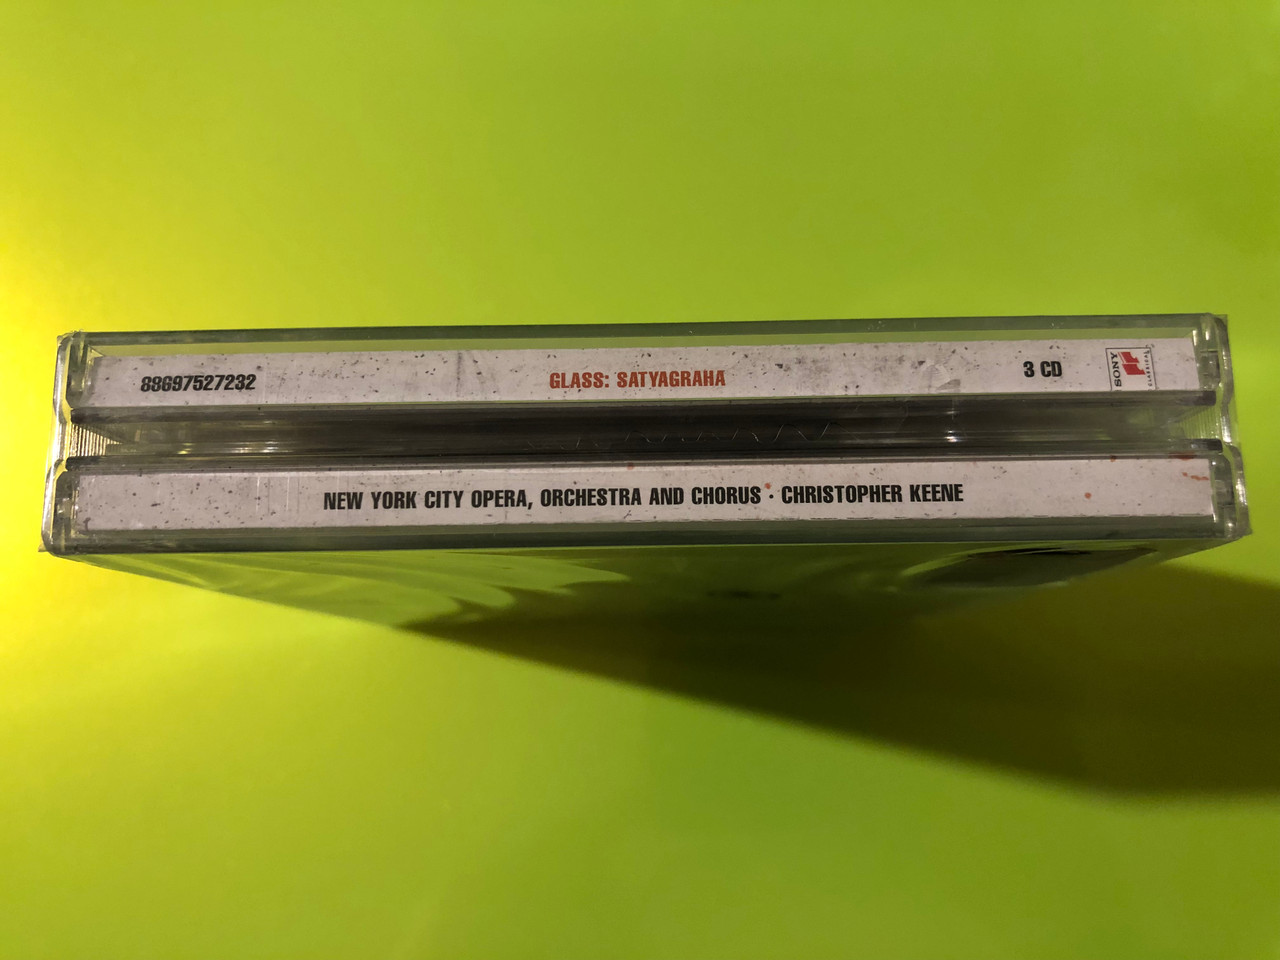 88697527232 GLASS: SATYAGRAHA 3 CD SONY
NEW YORK CITY OPERA, ORCHESTRA AND CHORUS · CHRISTOPHER KEENE